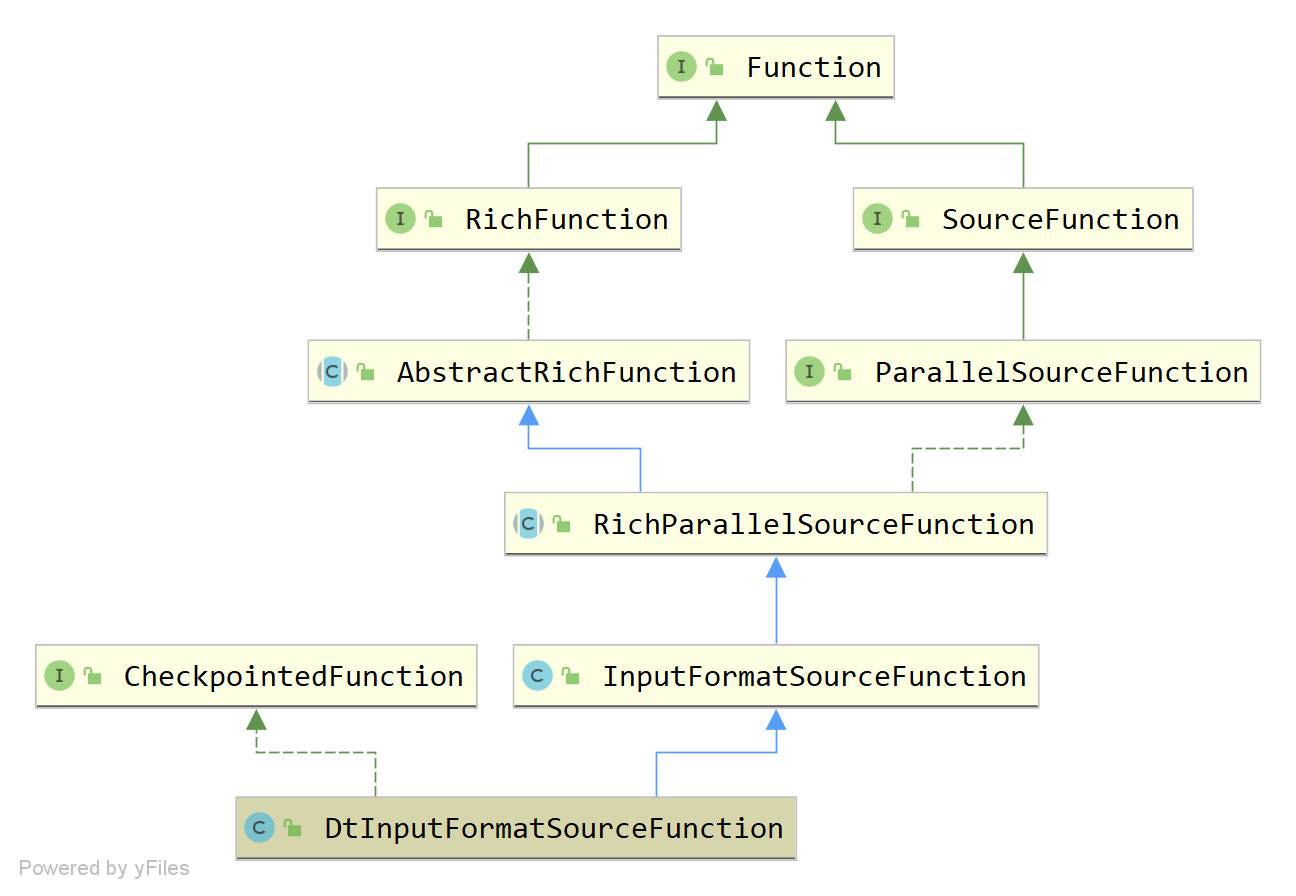 I Function
I RichFunction
I SourceFunction
C AbstractRichFunction
I ParallelSourceFunction
C RichParallelSourceFunction
I CheckpointedFunction
C InputFormatSourceFunction
C DtInputFormatSourceFunction
Powered by yFiles